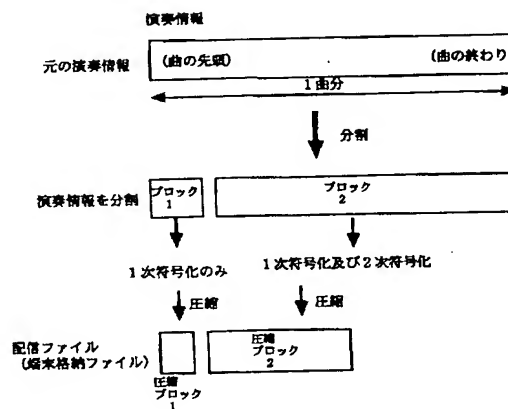 演奏情報
元の演奏情報
(曲の先頭)
(曲の終わり)
1曲分
分割
演奏情報を分割
ブロック
1
ブロック
2
1次符号化のみ
1次符号化及び2次符号化
圧縮
圧縮
配信ファイル
(端末格納ファイル)
圧縮
ブロック
2
圧縮
ブロック
1